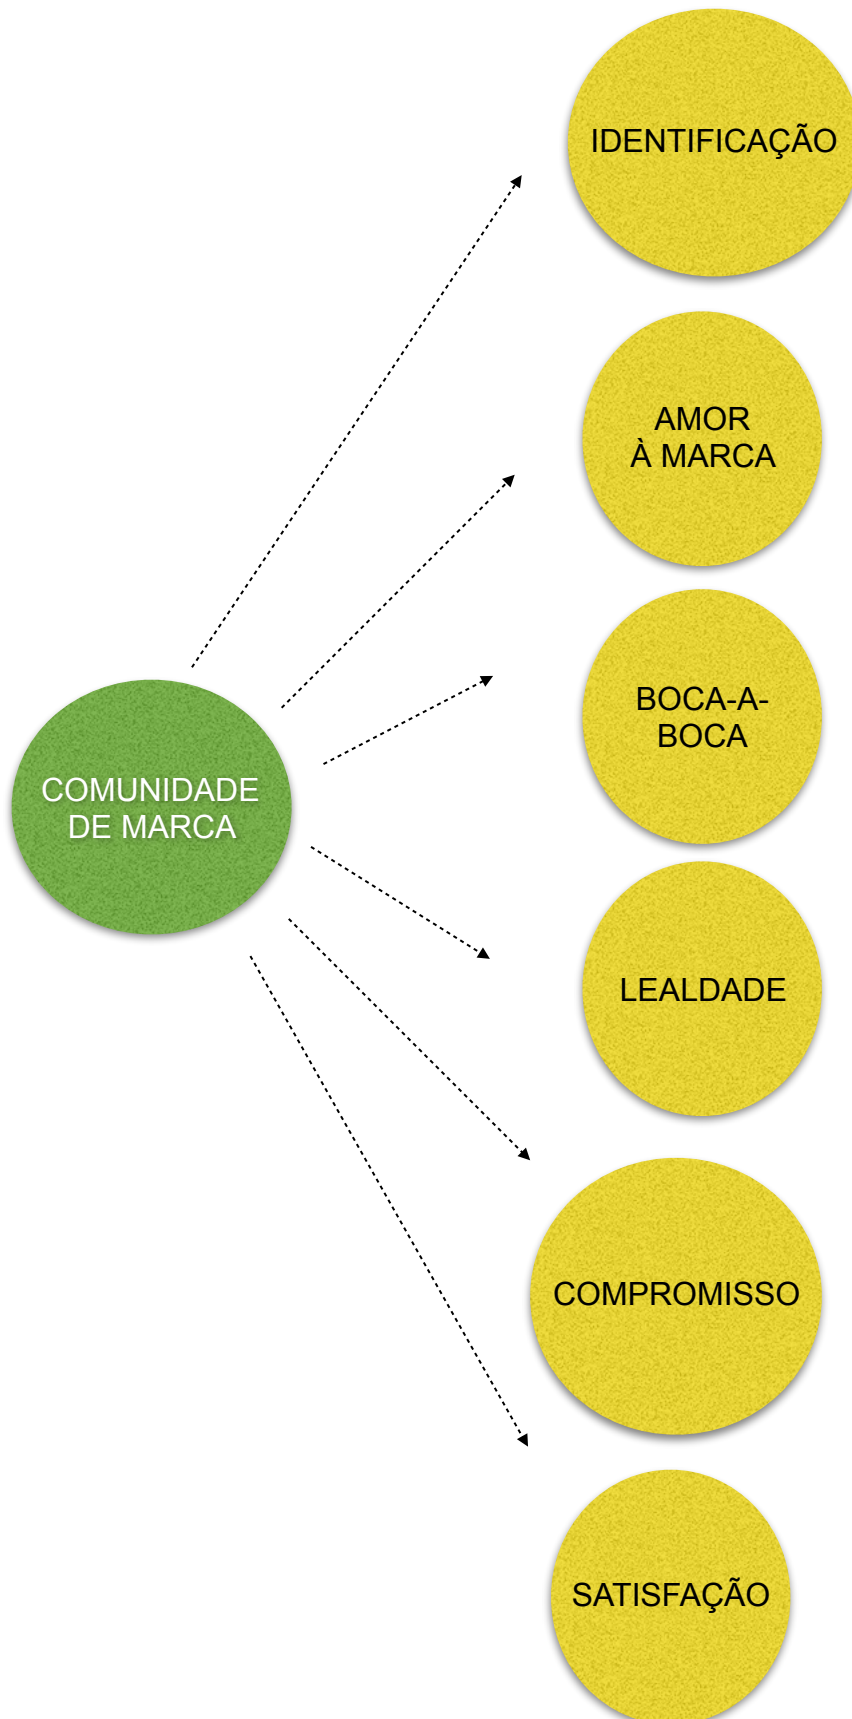 IDENTIFICAÇÃO
AMOR
À MARCA
BOCA-A-
BOCA
COMUNIDADE
DE MARCA
LEALDADE
COMPROMISSO
SATISFAÇÃO